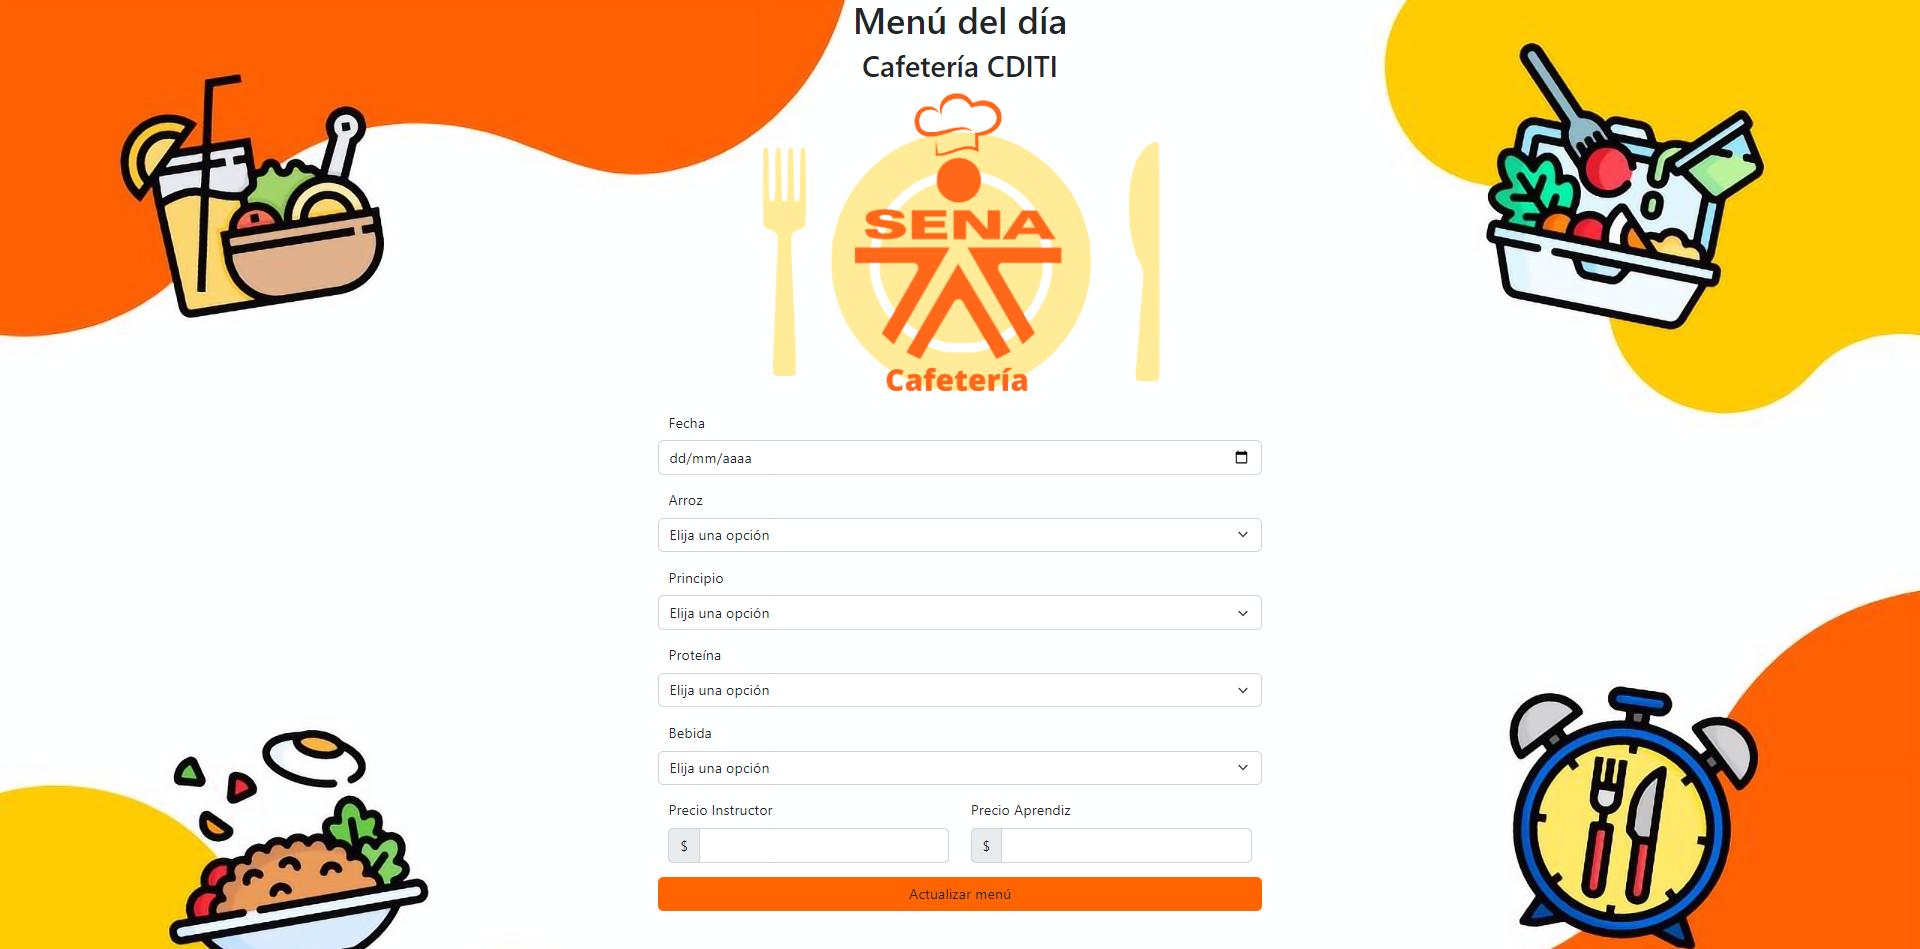 Menú del día
Cafetería CDITI
SENA
Cafetería
Fecha
dd/mm/aaaa
Arroz
Elija una opción
Principio
Elija una opción
Proteína
Elija una opción
Bebida
Elija una opción
Precio Instructor
Precio Aprendiz
$
$
Actualizar menú